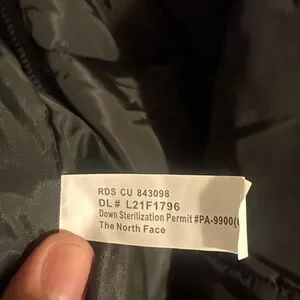 RDS CU 843098
DL# L21F1796
Down Sterilization Permit #PA-9900(
The North Face